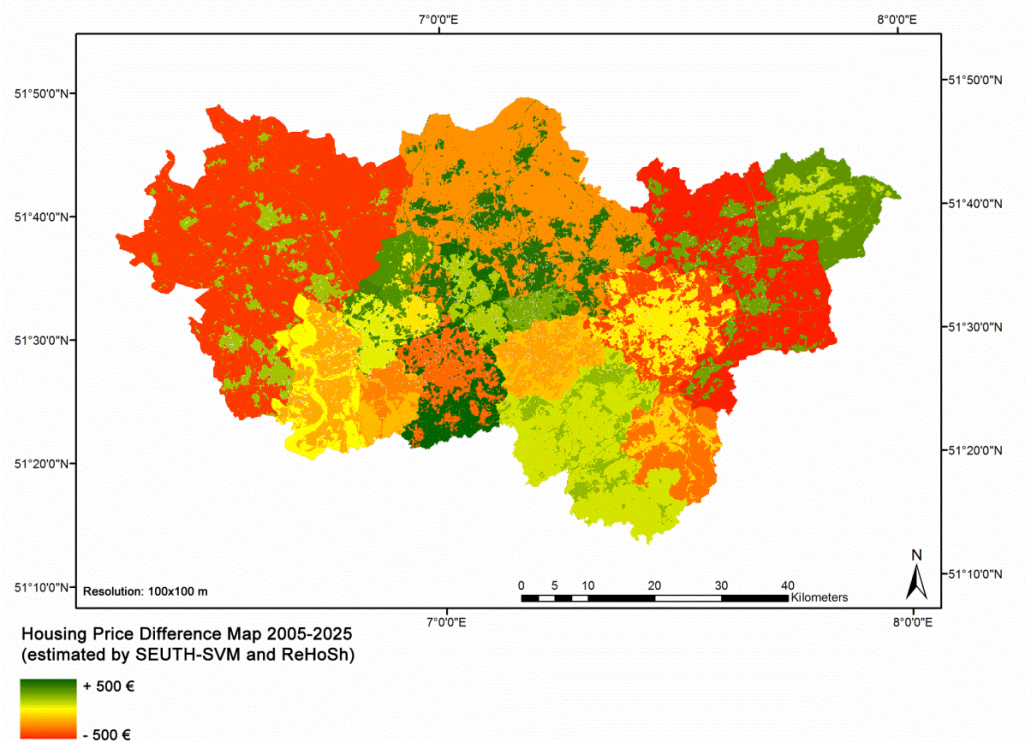 7°0'0"E 8°0'0"E
51°50'0"N 51°50'0"N
51°40'0"N 51°40'0"N
51°30'0"N 51°30'0"N
51°20'0"N 51°20'0"N
51°10'0"N 51°10'0"N
N
Resolution: 100x100 m
0 5 10 20 30 40
Kilometers
7°0'0"E 8°0'0"E
Housing Price Difference Map 2005-2025
(estimated by SEUTH-SVM and ReHoSh)
+ 500 €
- 500 €